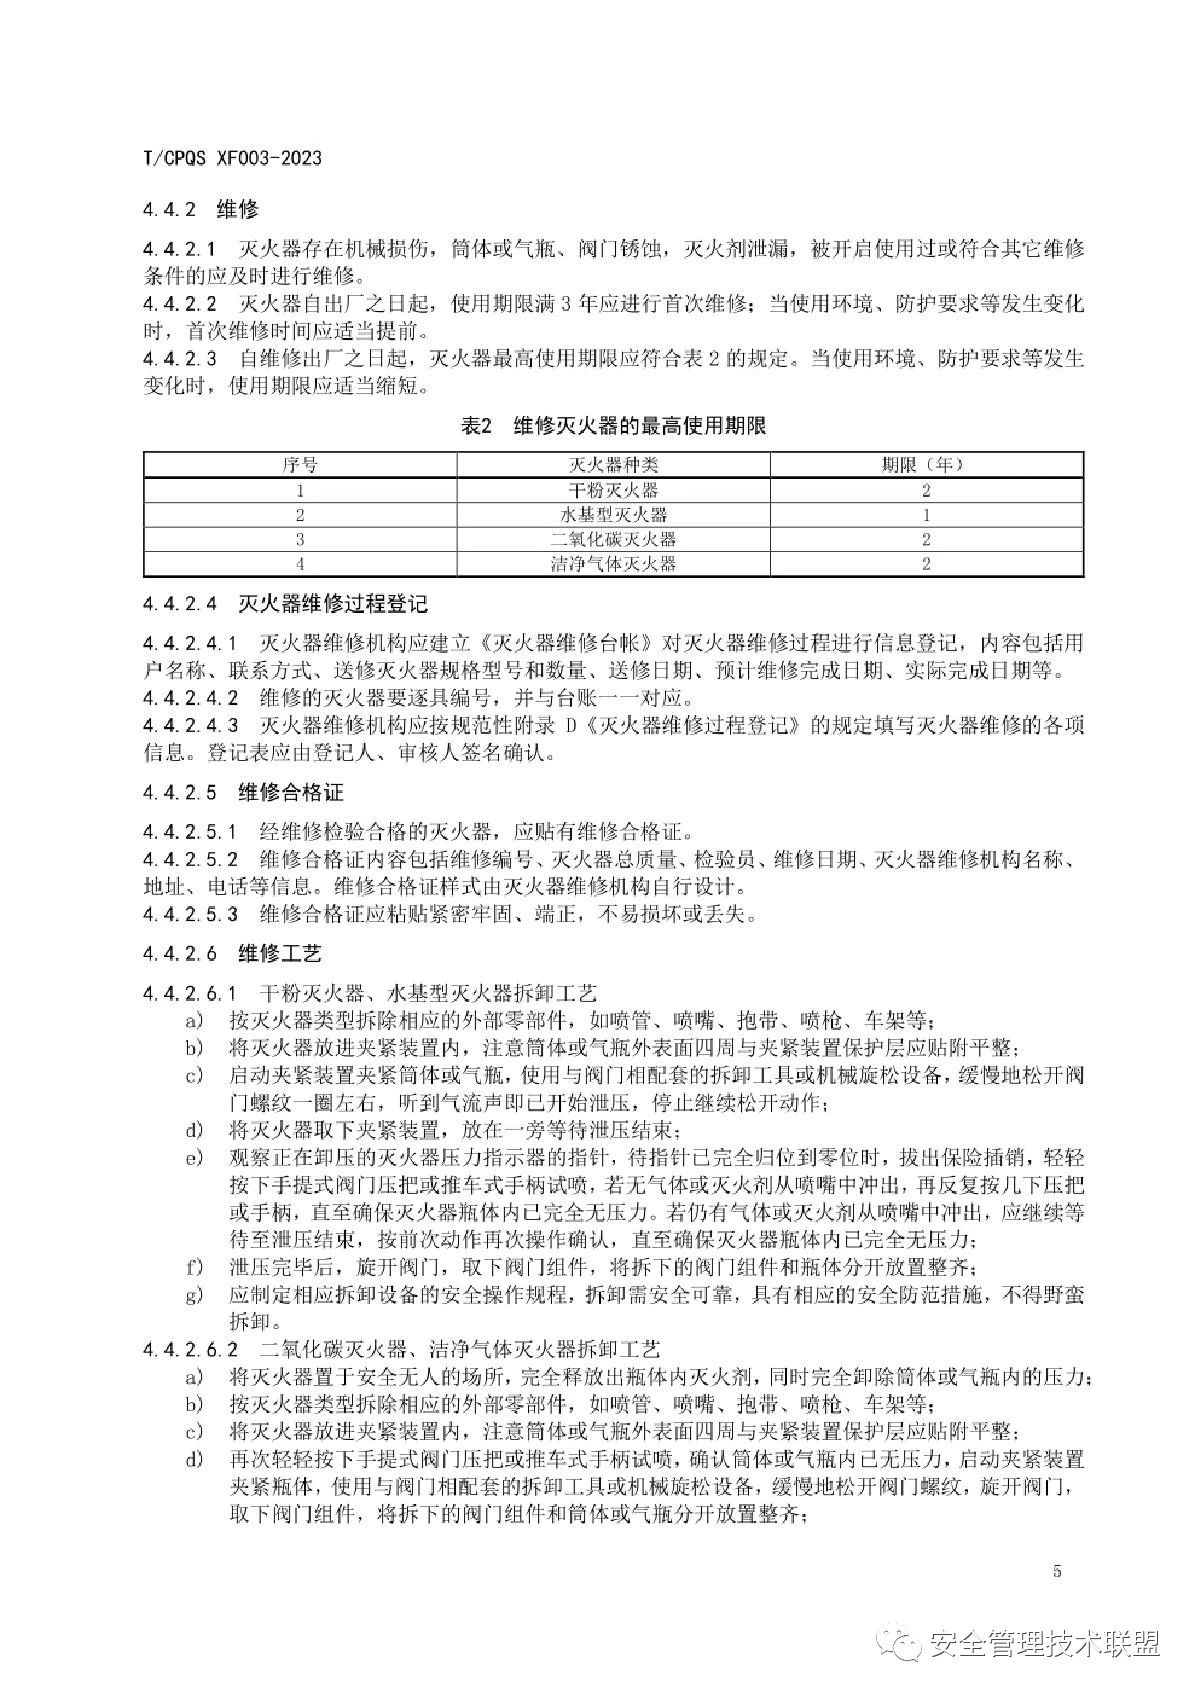 T/CPQS XF003-2023
4.4.2 维修
4.4.2.1 灭火器存在机械损伤，筒体或气瓶、阀门锈蚀，灭火剂泄漏，被开启使用过或符合其它维修
条件的应及时进行维修。
4.4.2.2 灭火器自出厂之日起，使用期限满 3 年应进行首次维修；当使用环境、防护要求等发生变化
时，首次维修时间应适当提前。
4.4.2.3 自维修出厂之日起，灭火器最高使用期限应符合表 2 的规定。当使用环境、防护要求等发生
变化时，使用期限应适当缩短。
表2 维修灭火器的最高使用期限
序号 灭火器种类 期限（年）
1 干粉灭火器 2
2 水基型灭火器 1
3 二氧化碳灭火器 2
4 洁净气体灭火器 2
4.4.2.4 灭火器维修过程登记
4.4.2.4.1 灭火器维修机构应建立《灭火器维修台帐》对灭火器维修过程进行信息登记，内容包括用
户名称、联系方式、送修灭火器规格型号和数量、送修日期、预计维修完成日期、实际完成日期等。
4.4.2.4.2 维修的灭火器要逐具编号，并与台账一一对应。
4.4.2.4.3 灭火器维修机构应按规范性附录 D《灭火器维修过程登记》的规定填写灭火器维修的各项
信息。登记表应由登记人、审核人签名确认。
4.4.2.5 维修合格证
4.4.2.5.1 经维修检验合格的灭火器，应贴有维修合格证。
4.4.2.5.2 维修合格证内容包括维修编号、灭火器总质量、检验员、维修日期、灭火器维修机构名称、
地址、电话等信息。维修合格证样式由灭火器维修机构自行设计。
4.4.2.5.3 维修合格证应粘贴紧密牢固、端正，不易损坏或丢失。
4.4.2.6 维修工艺
4.4.2.6.1 干粉灭火器、水基型灭火器拆卸工艺
a) 按灭火器类型拆除相应的外部零部件，如喷管、喷嘴、抱带、喷枪、车架等；
b) 将灭火器放进夹紧装置内，注意筒体或气瓶外表面四周与夹紧装置保护层应贴附平整；
c) 启动夹紧装置夹紧筒体或气瓶，使用与阀门相配套的拆卸工具或机械旋松设备，缓慢地松开阀
门螺纹一圈左右，听到气流声即已开始泄压，停止继续松开动作；
d) 将灭火器取下夹紧装置，放在一旁等待泄压结束；
e) 观察正在卸压的灭火器压力指示器的指针，待指针已完全归位到零位时，拔出保险插销，轻轻
按下手提式阀门压把或推车式手柄试喷，若无气体或灭火剂从喷嘴中冲出，再反复按几下压把
或手柄，直至确保灭火器瓶体内已完全无压力。若仍有气体或灭火剂从喷嘴中冲出，应继续等
待至泄压结束，按前次动作再次操作确认，直至确保灭火器瓶体内已完全无压力；
f) 泄压完毕后，旋开阀门，取下阀门组件，将拆下的阀门组件和瓶体分开放置整齐；
g) 应制定相应拆卸设备的安全操作规程，拆卸需安全可靠，具有相应的安全防范措施，不得野蛮
拆卸。
4.4.2.6.2 二氧化碳灭火器、洁净气体灭火器拆卸工艺
a) 将灭火器置于安全无人的场所，完全释放出瓶体内灭火剂，同时完全卸除筒体或气瓶内的压力；
b) 按灭火器类型拆除相应的外部零部件，如喷管、喷嘴、抱带、喷枪、车架等；
c) 将灭火器放进夹紧装置内，注意筒体或气瓶外表面四周与夹紧装置保护层应贴附平整；
d) 再次轻轻按下手提式阀门压把或推车式手柄试喷，确认筒体或气瓶内已无压力，启动夹紧装置
夹紧瓶体，使用与阀门相配套的拆卸工具或机械旋松设备，缓慢地松开阀门螺纹，旋开阀门，
取下阀门组件，将拆下的阀门组件和筒体或气瓶分开放置整齐；
5
安全管理技术联盟